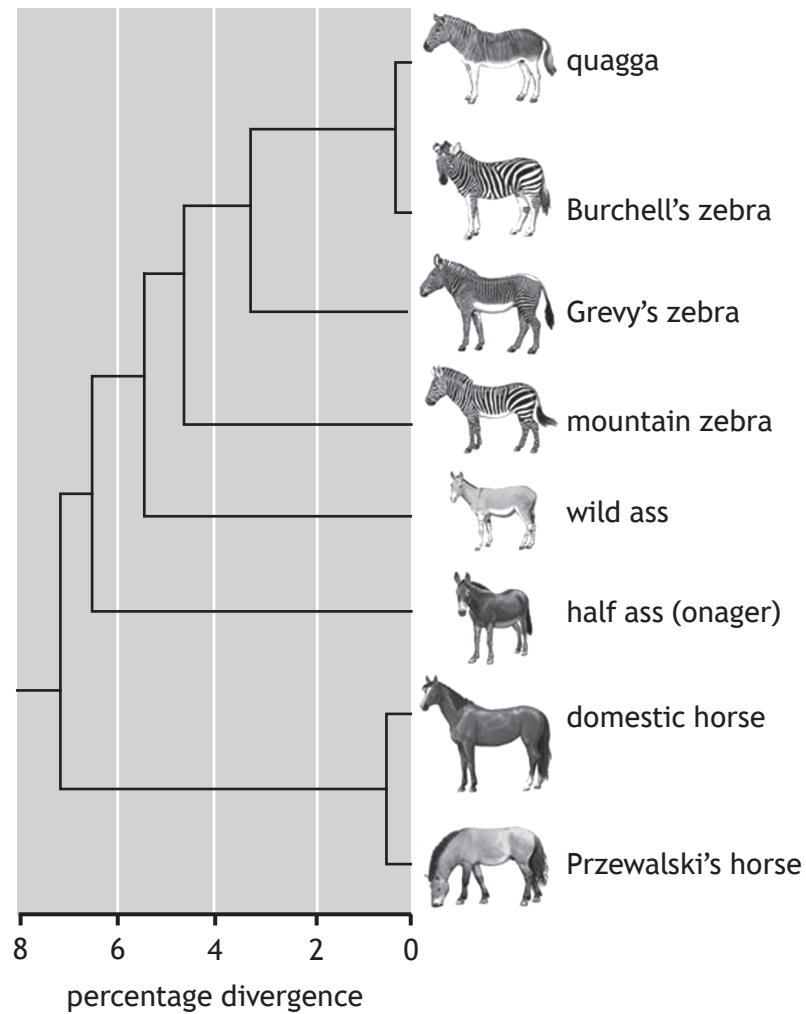 quagga
Burchell’s zebra
Grevy’s zebra
mountain zebra
wild ass
half ass (onager)
domestic horse
Przewalski’s horse
8 6 4 2 0
percentage divergence